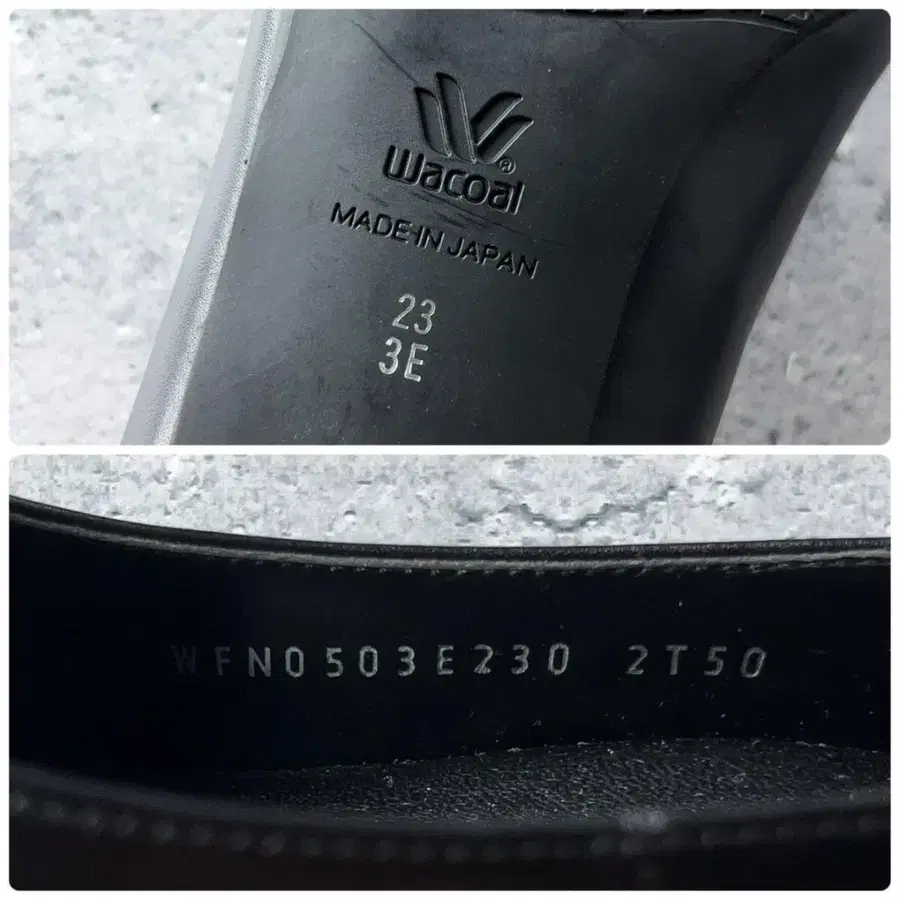 Wacoal®
MADE IN JAPAN
23
3E
WFN0503E230 2T50